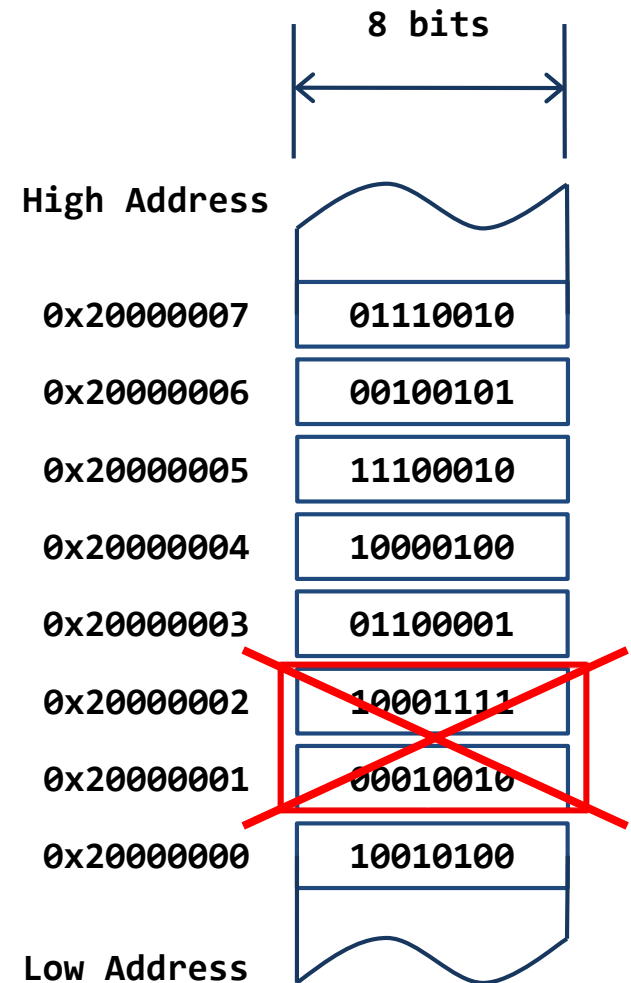 8 bits
High Address
0x20000007 01110010
0x20000006 00100101
0x20000005 11100010
0x20000004 10000100
0x20000003 01100001
0x20000002 10001111
0x20000001 00010010
0x20000000 10010100
Low Address